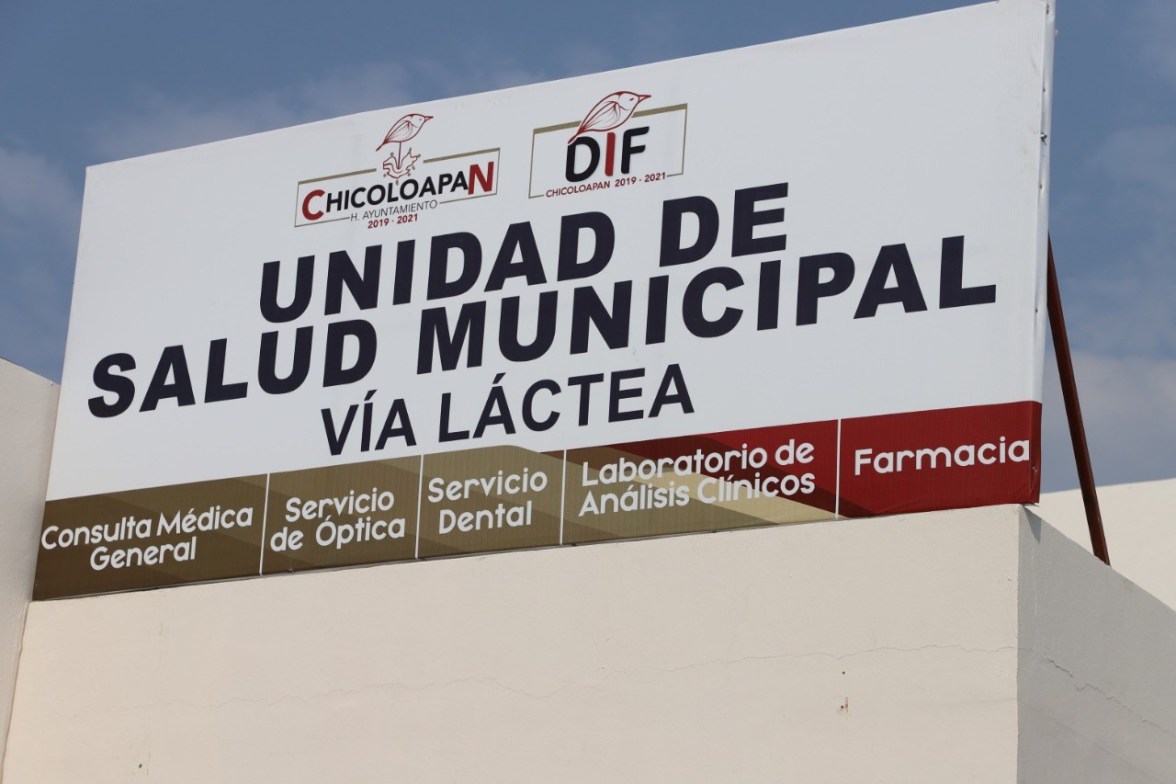 CHICOLOAPAN
H. AYUNTAMIENTO
2019 - 2021
DIF
CHICOLOAPAN 2019 - 2021
UNIDAD DE
SALUD MUNICIPAL
VÍA LÁCTEA
Consulta Médica
General
Servicio
de Óptica
Servicio
Dental
Laboratorio de
Análisis Clínicos
Farmacia